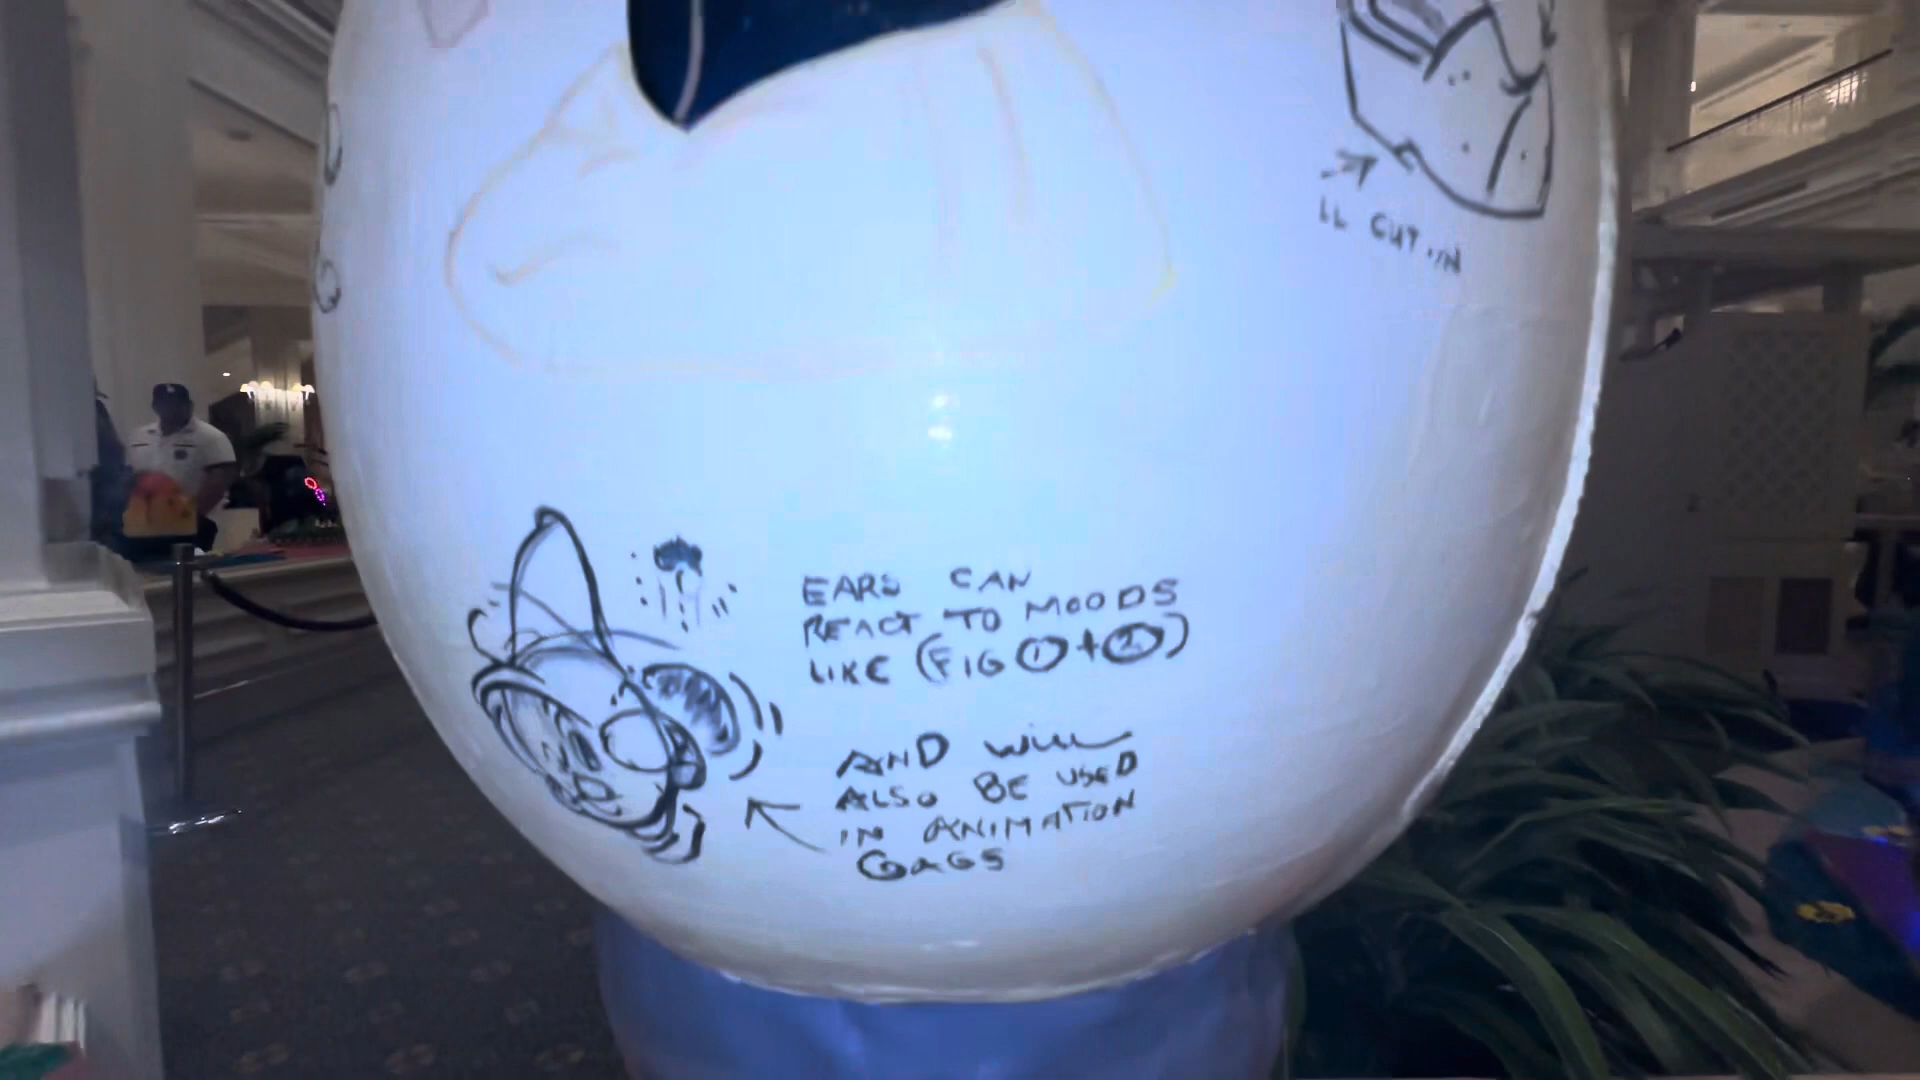 CUT IN
EARS CAN
REACT TO MOODS
LIKE (FIG 1 + 2)
AND WILL
ALSO BE USED
IN ANIMATION
GAGS